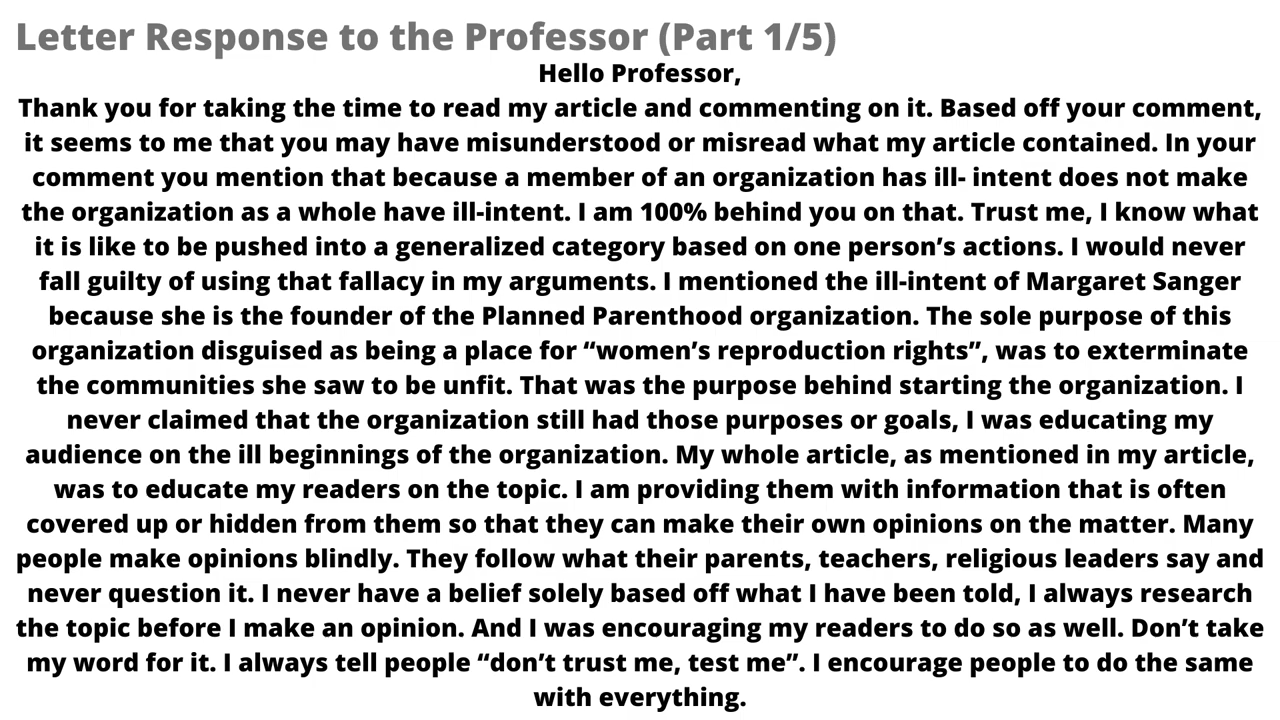 Letter Response to the Professor (Part 1/5)
Hello Professor,
Thank you for taking the time to read my article and commenting on it. Based off your comment,
it seems to me that you may have misunderstood or misread what my article contained. In your
comment you mention that because a member of an organization has ill- intent does not make
the organization as a whole have ill-intent. I am 100% behind you on that. Trust me, I know what
it is like to be pushed into a generalized category based on one person’s actions. I would never
fall guilty of using that fallacy in my arguments. I mentioned the ill-intent of Margaret Sanger
because she is the founder of the Planned Parenthood organization. The sole purpose of this
organization disguised as being a place for “women’s reproduction rights”, was to exterminate
the communities she saw to be unfit. That was the purpose behind starting the organization. I
never claimed that the organization still had those purposes or goals, I was educating my
audience on the ill beginnings of the organization. My whole article, as mentioned in my article,
was to educate my readers on the topic. I am providing them with information that is often
covered up or hidden from them so that they can make their own opinions on the matter. Many
people make opinions blindly. They follow what their parents, teachers, religious leaders say and
never question it. I never have a belief solely based off what I have been told, I always research
the topic before I make an opinion. And I was encouraging my readers to do so as well. Don’t take
my word for it. I always tell people “don’t trust me, test me”. I encourage people to do the same
with everything.